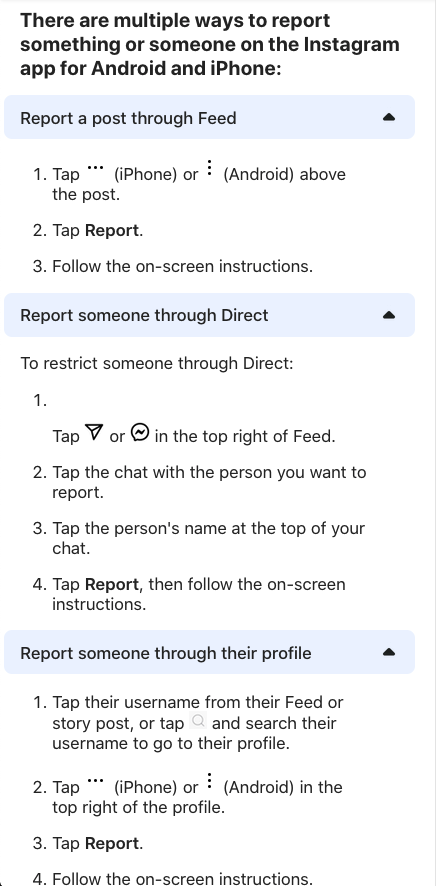 There are multiple ways to report
something or someone on the Instagram
app for Android and iPhone:
Report a post through Feed
1. Tap ··· (iPhone) or ⋮ (Android) above
the post.
2. Tap Report.
3. Follow the on-screen instructions.
Report someone through Direct
To restrict someone through Direct:
1.
Tap or in the top right of Feed.
2. Tap the chat with the person you want to
report.
3. Tap the person's name at the top of your
chat.
4. Tap Report, then follow the on-screen
instructions.
Report someone through their profile
1. Tap their username from their Feed or
story post, or tap and search their
username to go to their profile.
2. Tap ··· (iPhone) or ⋮ (Android) in the
top right of the profile.
3. Tap Report.
4. Follow the on-screen instructions.